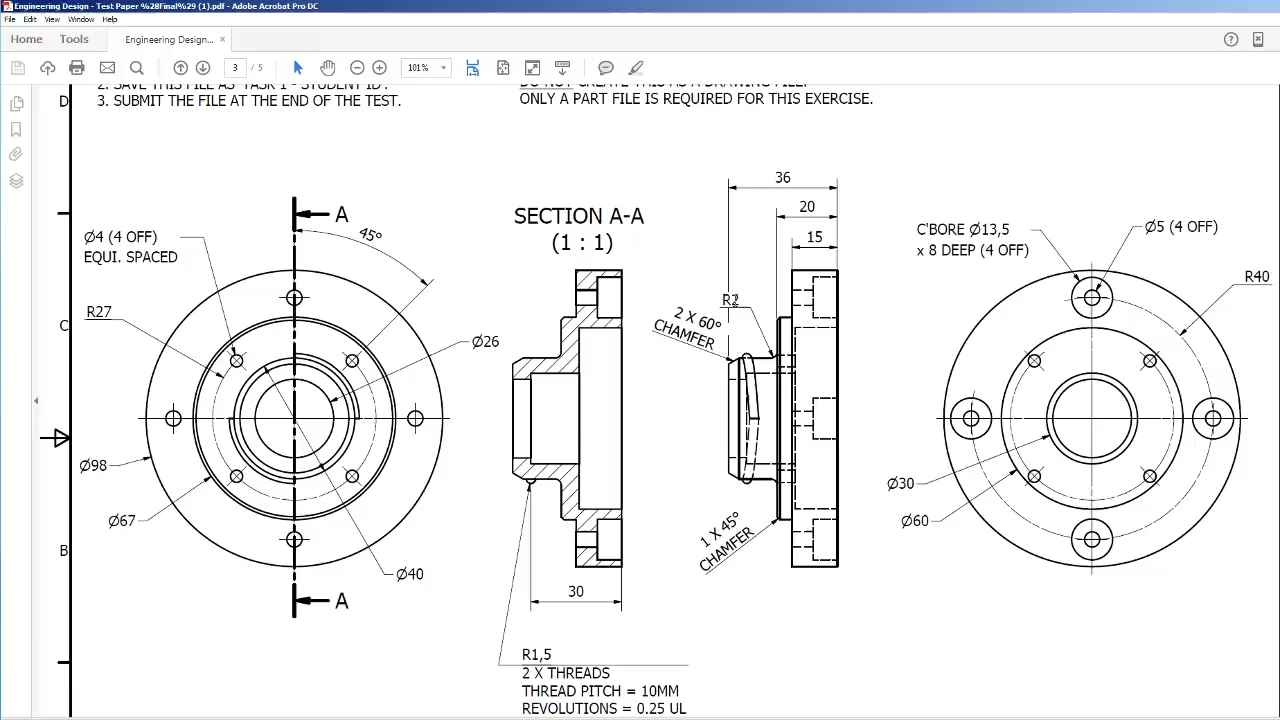 Engineering Design - Test Paper %28Final%29 (1).pdf - Adobe Acrobat Pro DC
File Edit View Window Help
Home Tools Engineering Design... ×
3 / 5 101%
D
2. SAVE THIS FILE AS 'TASK 1 - STUDENT ID'.
3. SUBMIT THE FILE AT THE END OF THE TEST.
DO NOT CREATE THIS AS A DRAWING FILE.
ONLY A PART FILE IS REQUIRED FOR THIS EXERCISE.
A
45°
Ø4 (4 OFF)
EQUI. SPACED
R27
Ø26
Ø98
Ø67
Ø40
A
SECTION A-A
(1 : 1)
30
R1,5
2 X THREADS
THREAD PITCH = 10MM
REVOLUTIONS = 0.25 UL
36
20
15
R2
2 X 60°
CHAMFER
1 X 45°
CHAMFER
C'BORE Ø13,5
x 8 DEEP (4 OFF)
Ø5 (4 OFF)
R40
Ø30
Ø60
C
B